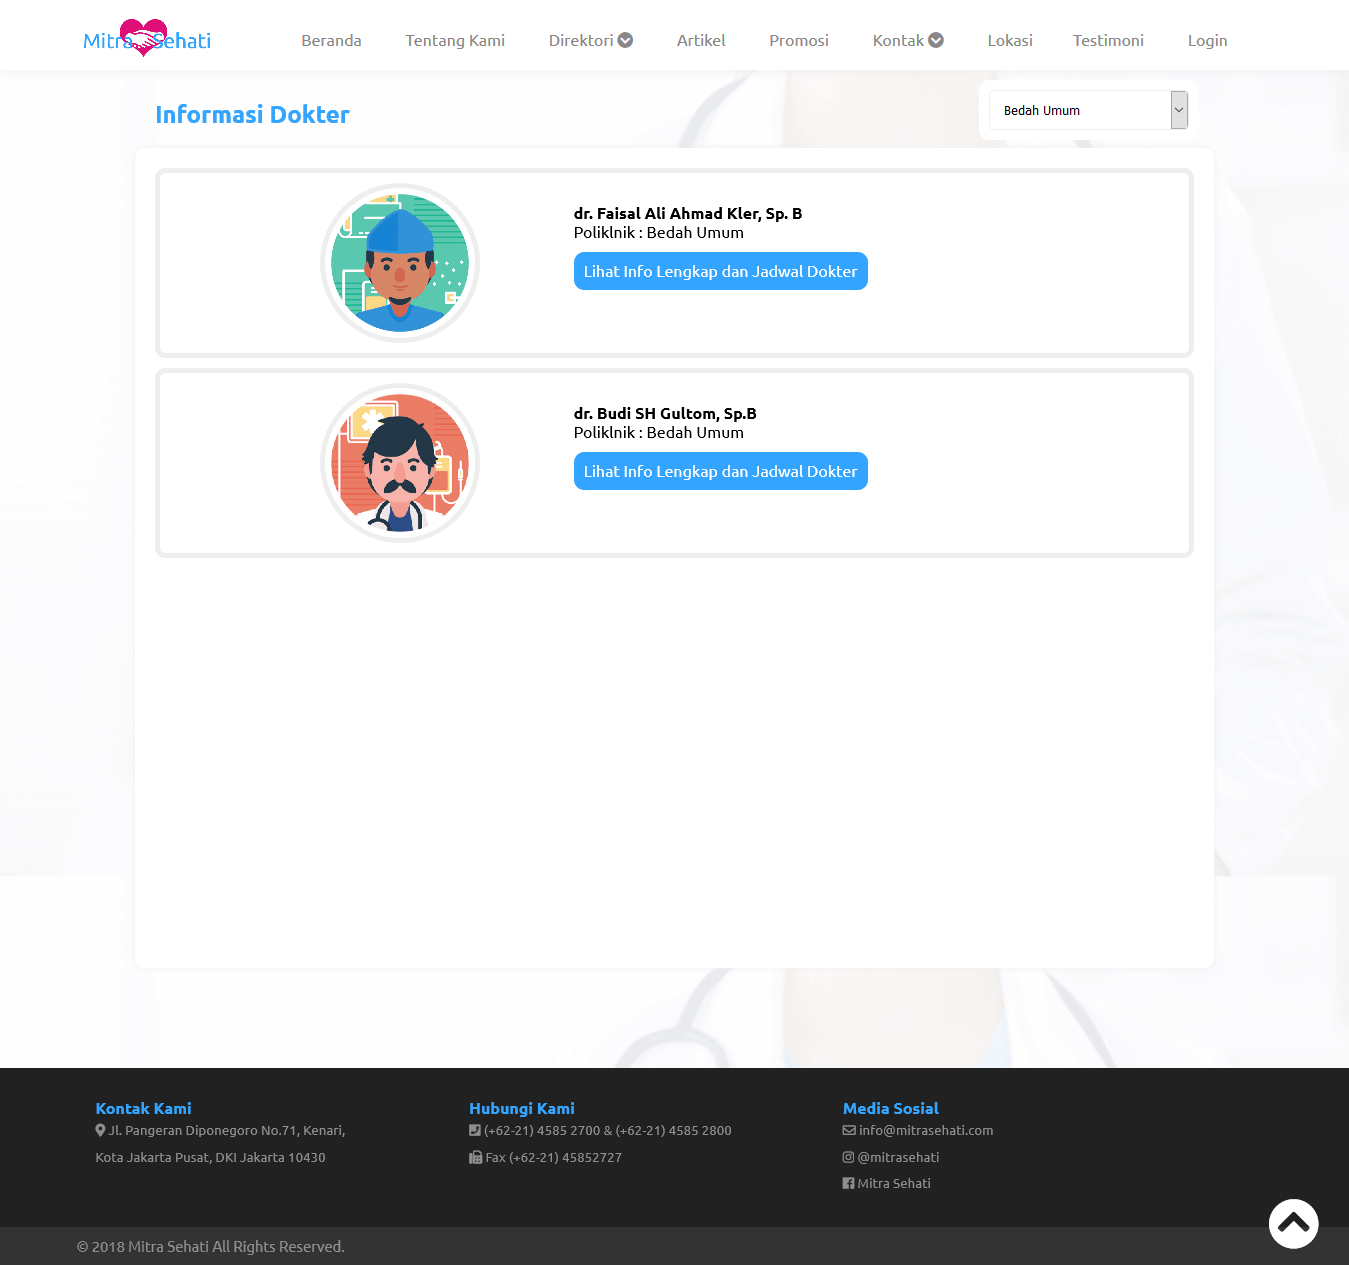 Mitra Sehati
Beranda
Tentang Kami
Direktori
Artikel
Promosi
Kontak
Lokasi
Testimoni
Login
Informasi Dokter
Bedah Umum
dr. Faisal Ali Ahmad Kler, Sp. B
Poliklnik : Bedah Umum
Lihat Info Lengkap dan Jadwal Dokter
dr. Budi SH Gultom, Sp.B
Poliklnik : Bedah Umum
Lihat Info Lengkap dan Jadwal Dokter
Kontak Kami
Jl. Pangeran Diponegoro No.71, Kenari,
Kota Jakarta Pusat, DKI Jakarta 10430
Hubungi Kami
(+62-21) 4585 2700 & (+62-21) 4585 2800
Fax (+62-21) 45852727
Media Sosial
info@mitrasehati.com
@mitrasehati
Mitra Sehati
© 2018 Mitra Sehati All Rights Reserved.